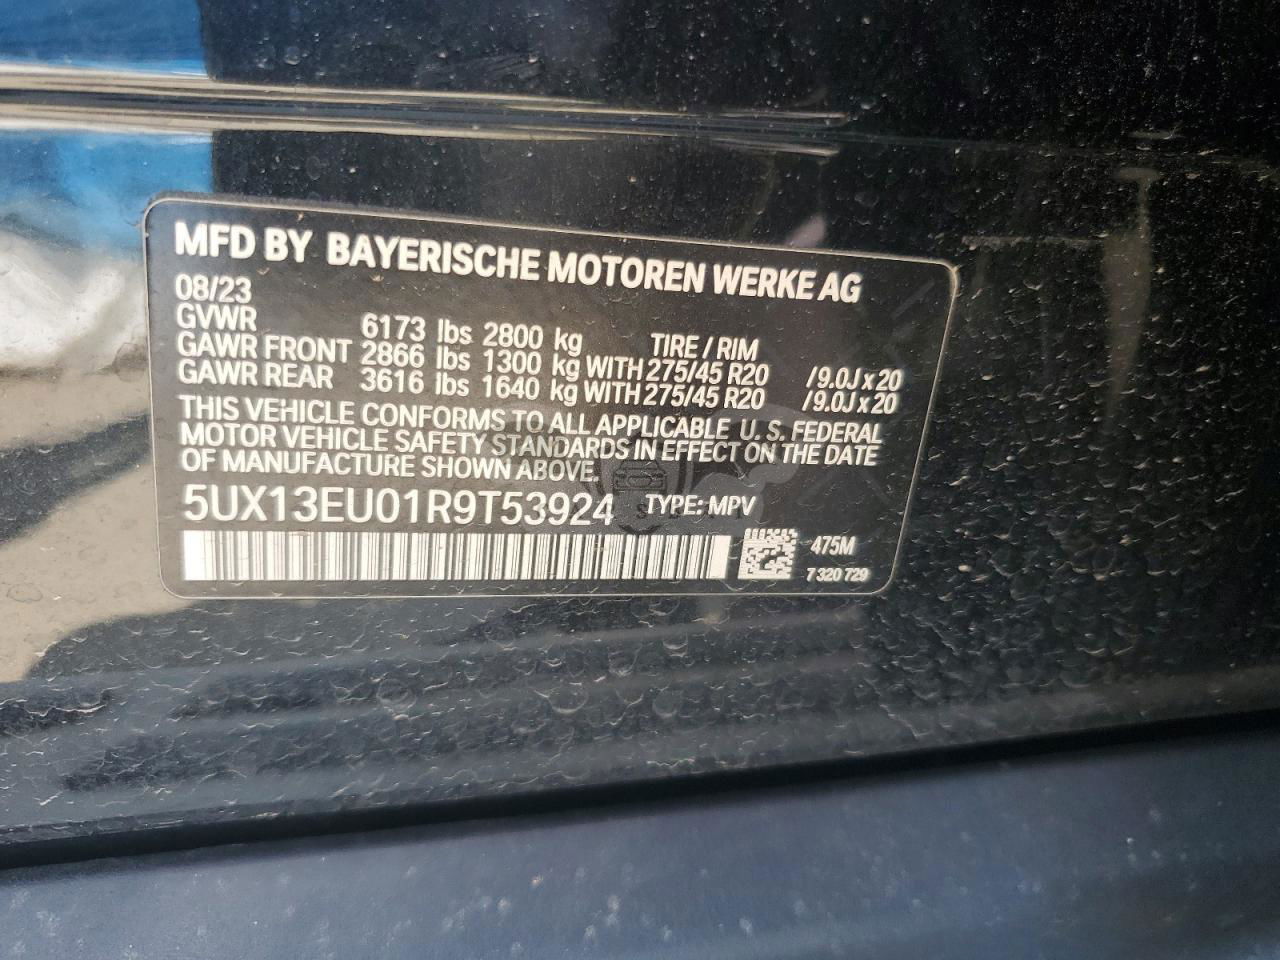 MFD BY BAYERISCHE MOTOREN WERKE AG
08/23
GVWR 6173 lbs 2800 kg TIRE / RIM
GAWR FRONT 2866 lbs 1300 kg WITH 275/45 R20 /9.0J x 20
GAWR REAR 3616 lbs 1640 kg WITH 275/45 R20 /9.0J x 20
THIS VEHICLE CONFORMS TO ALL APPLICABLE U. S. FEDERAL
MOTOR VEHICLE SAFETY STANDARDS IN EFFECT ON THE DATE
OF MANUFACTURE SHOWN ABOVE.
5UX13EU01R9T53924 TYPE: MPV
475M
7 320 729